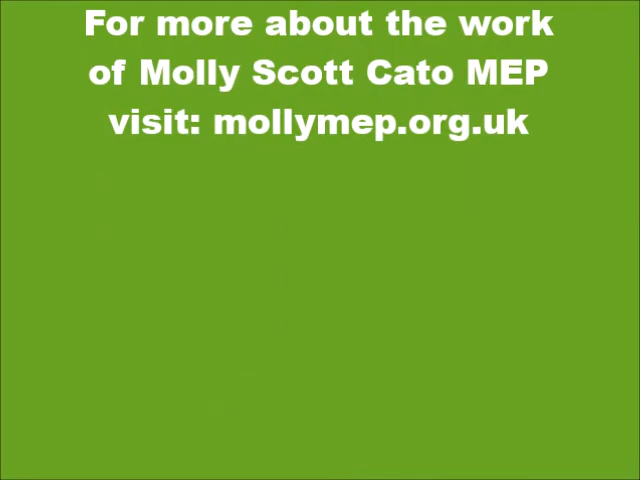 For more about the work
of Molly Scott Cato MEP
visit: mollymep.org.uk